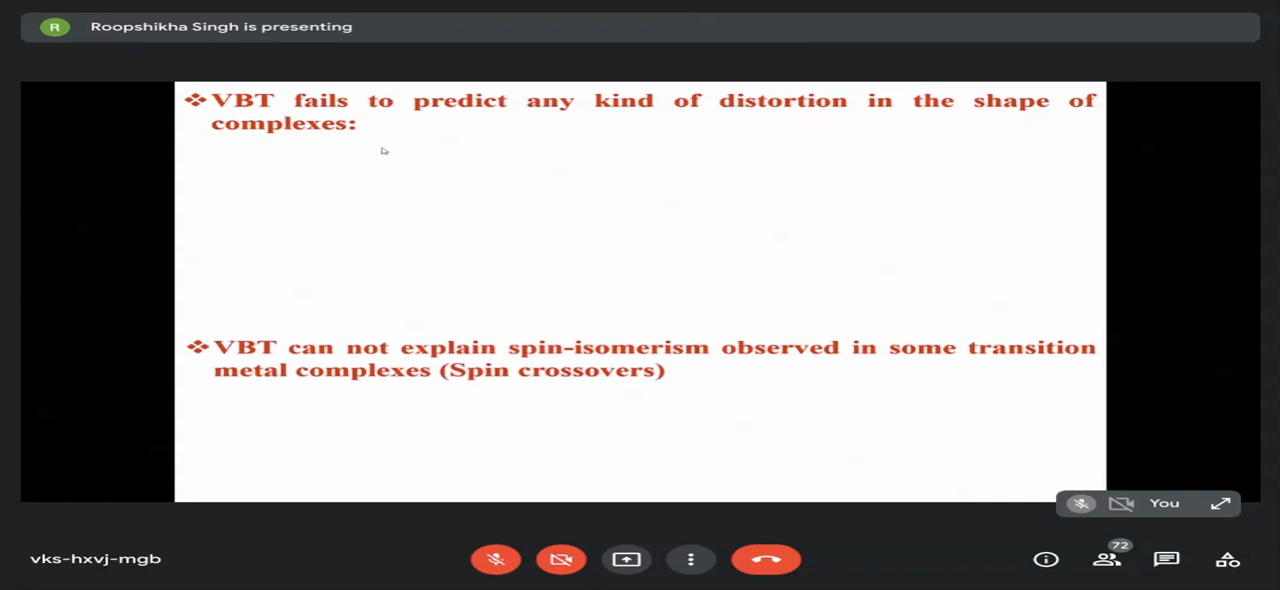 R
Roopshikha Singh is presenting
❖VBT fails to predict any kind of distortion in the shape of
complexes:
❖VBT can not explain spin-isomerism observed in some transition
metal complexes (Spin crossovers)
You
vks-hxvj-mgb
72